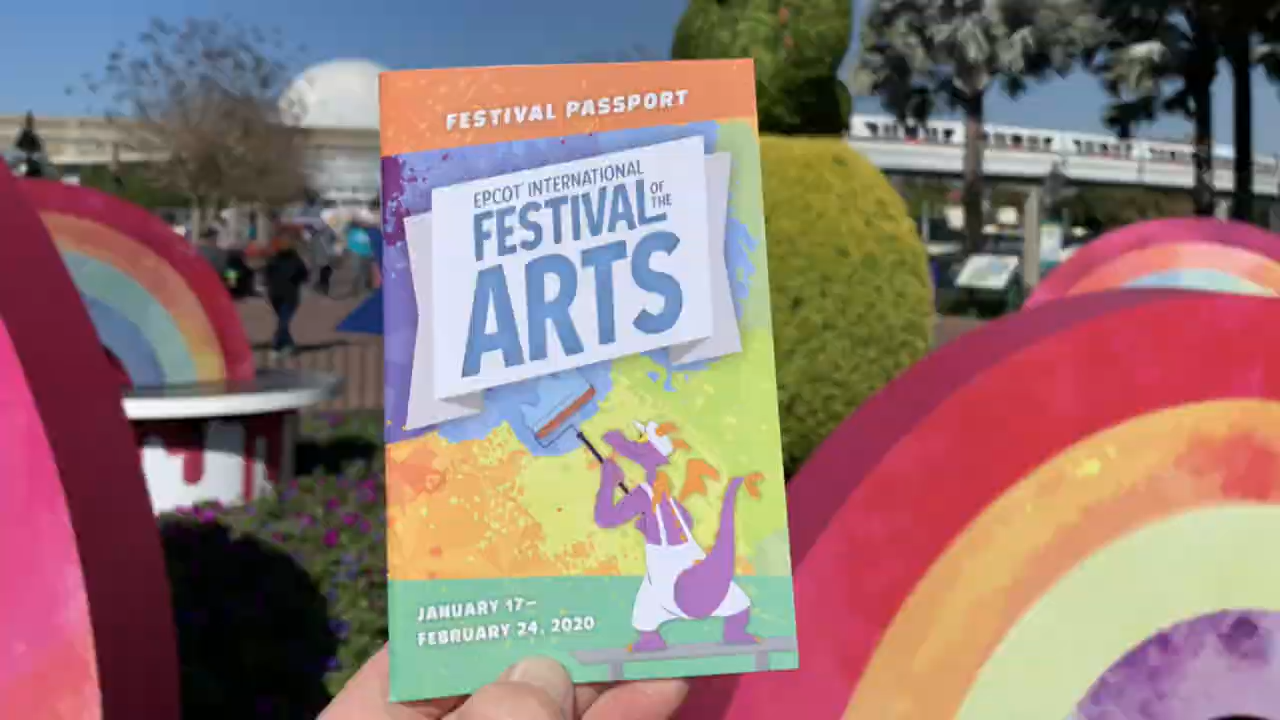 FESTIVAL PASSPORT
EPCOT INTERNATIONAL
FESTIVAL OF THE
ARTS
JANUARY 17–
FEBRUARY 24, 2020